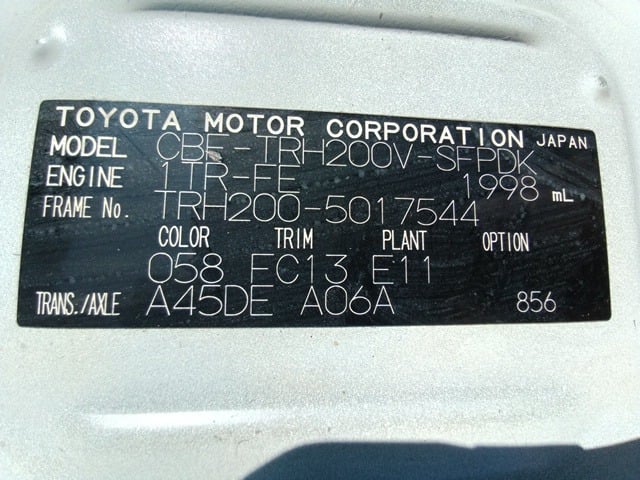 TOYOTA MOTOR CORPORATION JAPAN
MODEL CBF-TRH200V-SFPDK
ENGINE 1TR-FE 1998 mL
FRAME No. TRH200-5017544
COLOR TRIM PLANT OPTION
058 FC13 E11
TRANS./AXLE A45DE A06A 856